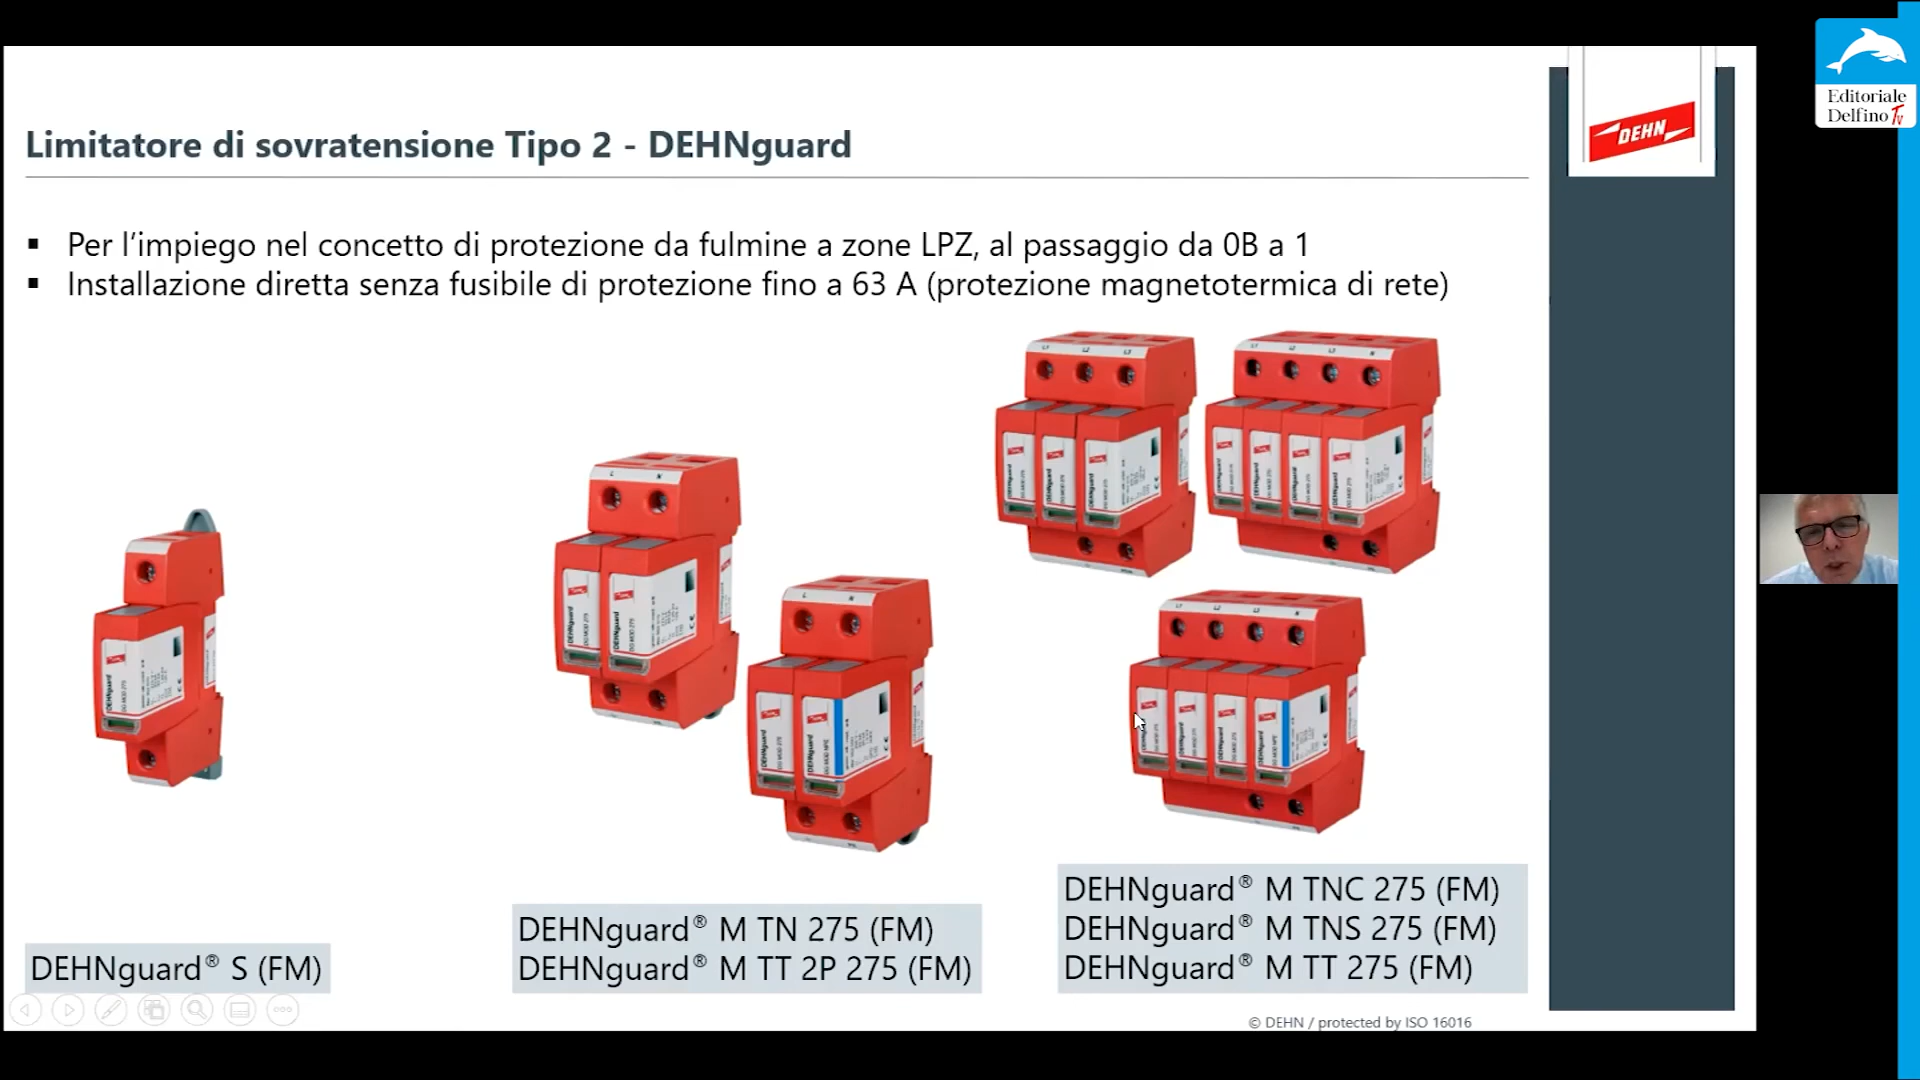 Limitatore di sovratensione Tipo 2 - DEHNguard
▪ Per l’impiego nel concetto di protezione da fulmine a zone LPZ, al passaggio da 0B a 1
▪ Installazione diretta senza fusibile di protezione fino a 63 A (protezione magnetotermica di rete)
DEHN
Editoriale
Delfino Tv
DEHNguard® S (FM)
DEHNguard® M TN 275 (FM)
DEHNguard® M TT 2P 275 (FM)
DEHNguard® M TNC 275 (FM)
DEHNguard® M TNS 275 (FM)
DEHNguard® M TT 275 (FM)
© DEHN / protected by ISO 16016